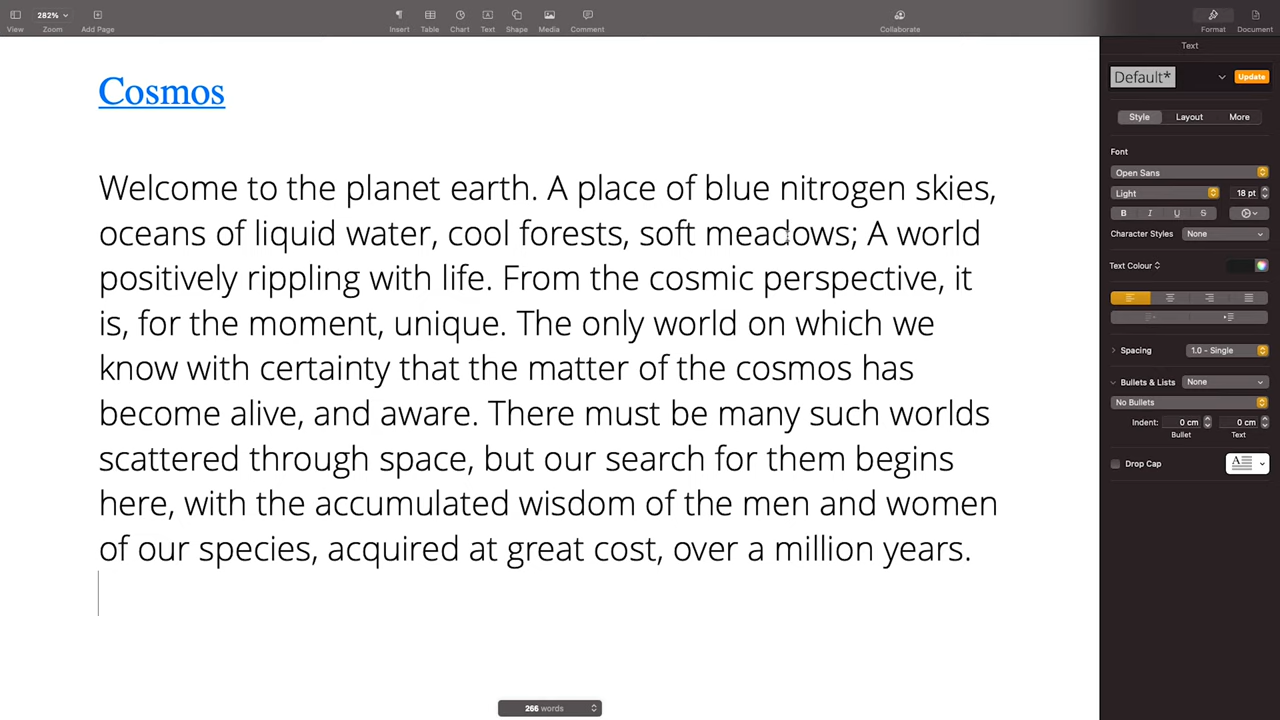 282%
View Zoom Add Page Insert Table Chart Text Shape Media Comment Collaborate Format Document
Text
Cosmos
Default* Update
Style Layout More
Font
Open Sans
Light 18 pt
B I U S
Character Styles None
Text Colour
Spacing 1.0 - Single
Bullets & Lists None
No Bullets
Indent: 0 cm 0 cm
Bullet Text
Drop Cap
Welcome to the planet earth. A place of blue nitrogen skies,
oceans of liquid water, cool forests, soft meadows; A world
positively rippling with life. From the cosmic perspective, it
is, for the moment, unique. The only world on which we
know with certainty that the matter of the cosmos has
become alive, and aware. There must be many such worlds
scattered through space, but our search for them begins
here, with the accumulated wisdom of the men and women
of our species, acquired at great cost, over a million years.
266 words